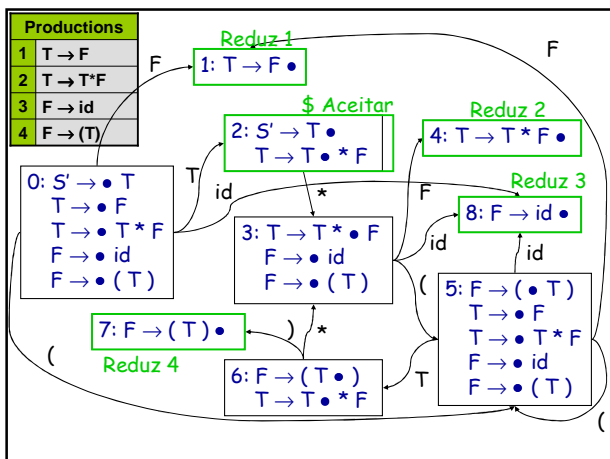 Productions
1 T → F
2 T → T*F
3 F → id
4 F → (T)
Reduz 1
1: T → F •
F
F
$ Aceitar
2: S' → T •
T → T • * F
Reduz 2
4: T → T * F •
Reduz 3
8: F → id •
0: S' → • T
T → • F
T → • T * F
F → • id
F → • ( T )
T
id
*
F
id
id
3: T → T * • F
F → • id
F → • ( T )
(
5: F → ( • T )
T → • F
T → • T * F
F → • id
F → • ( T )
7: F → ( T ) •
Reduz 4
)
*
6: F → ( T • )
T → T • * F
T
(
(